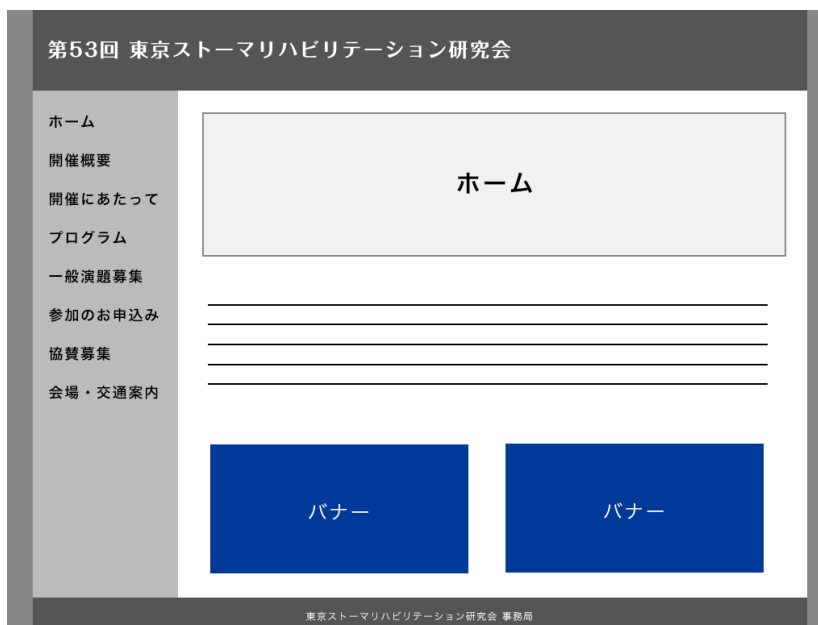 第53回 東京ストーマリハビリテーション研究会
ホーム
開催概要
開催にあたって
プログラム
一般演題募集
参加のお申込み
協賛募集
会場・交通案内
ホーム
バナー
バナー
東京ストーマリハビリテーション研究会 事務局